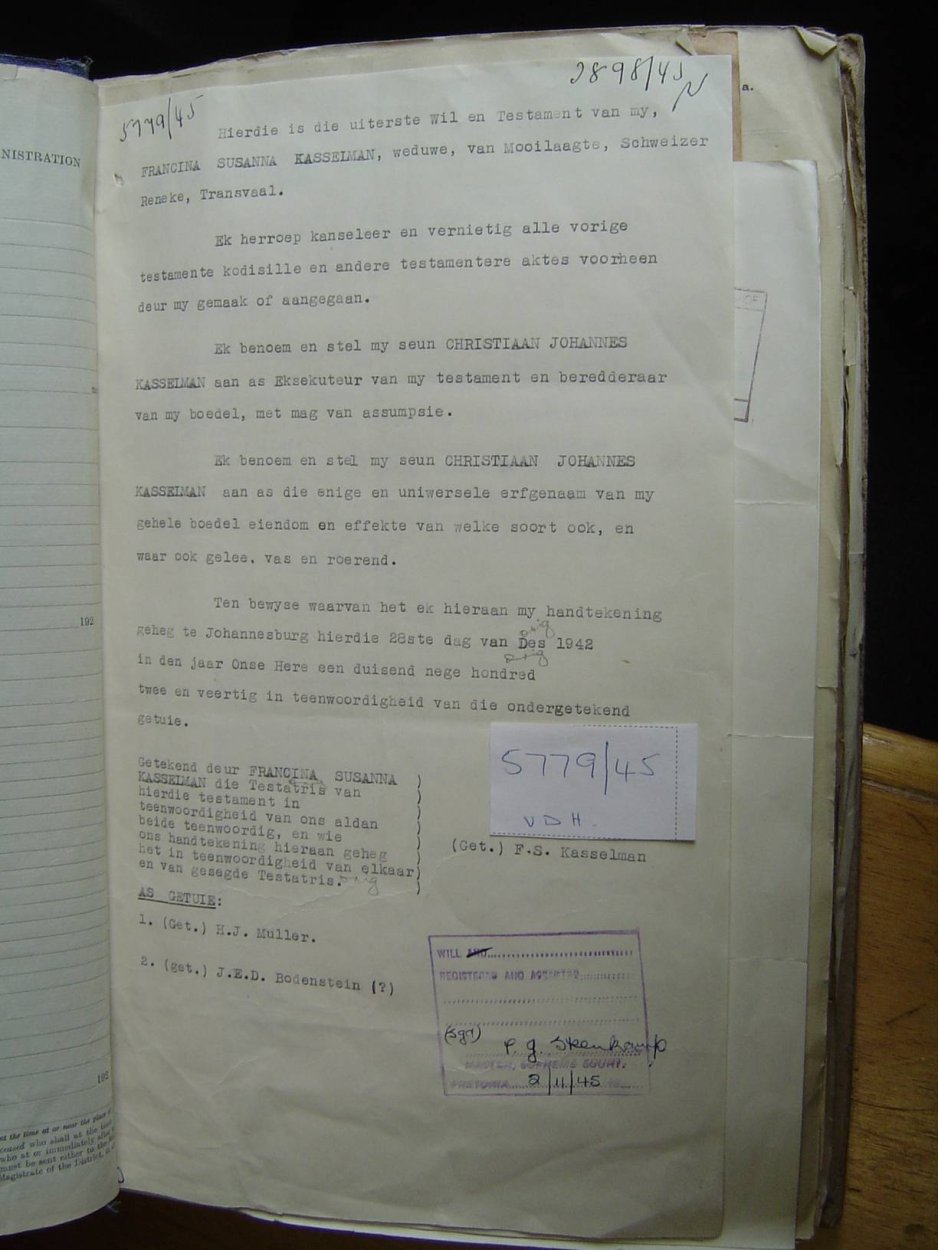 NISTRATION
192
192
5779/45
2898/45
a.
Hierdie is die uiterste Wil en Testament van my,
FRANCINA SUSANNA KASSELMAN, weduwe, van Mooilaagte, Schweizer
Reneke, Transvaal.
Ek herroep kanseleer en vernietig alle vorige
testamente kodisille en andere testamentere aktes voorheen
deur my gemaak of aangegaan.
Ek benoem en stel my seun CHRISTIAAN JOHANNES
KASSELMAN aan as Eksekuteur van my testament en beredderaar
van my boedel, met mag van assumpsie.
Ek benoem en stel my seun CHRISTIAAN JOHANNES
KASSELMAN aan as die enige en uniwersele erfgenaam van my
gehele boedel eiendom en effekte van welke soort ook, en
waar ook gelee, vas en roerend.
Ten bewyse waarvan het ek hieraan my handtekening
geheg te Johannesburg hierdie 28ste dag van Des 1942
in den jaar Onse Here een duisend nege hondred
twee en veertig in teenwoordigheid van die ondergetekend
getuie.
Getekend deur FRANCINA SUSANNA
KASSELMAN die Testatris van
hierdie testament in
teenwoordigheid van ons aldan
beide teenwoordig, en wie
ons handtekening hieraan geheg
het in teenwoordigheid van elkaar
en van gesegde Testatris.
5779/45
VDH.
(Get.) F.S. Kasselman
AS GETUIE:
1. (Get.) H.J. Muller.
2. (get.) J.E.D. Bodenstein (?)
WILL AND
REGISTERED AND ACCEPTED
(Sgd)
P. G. Steenkamp
MASTER, SUPREME COURT.
PRETORIA 2/11/45